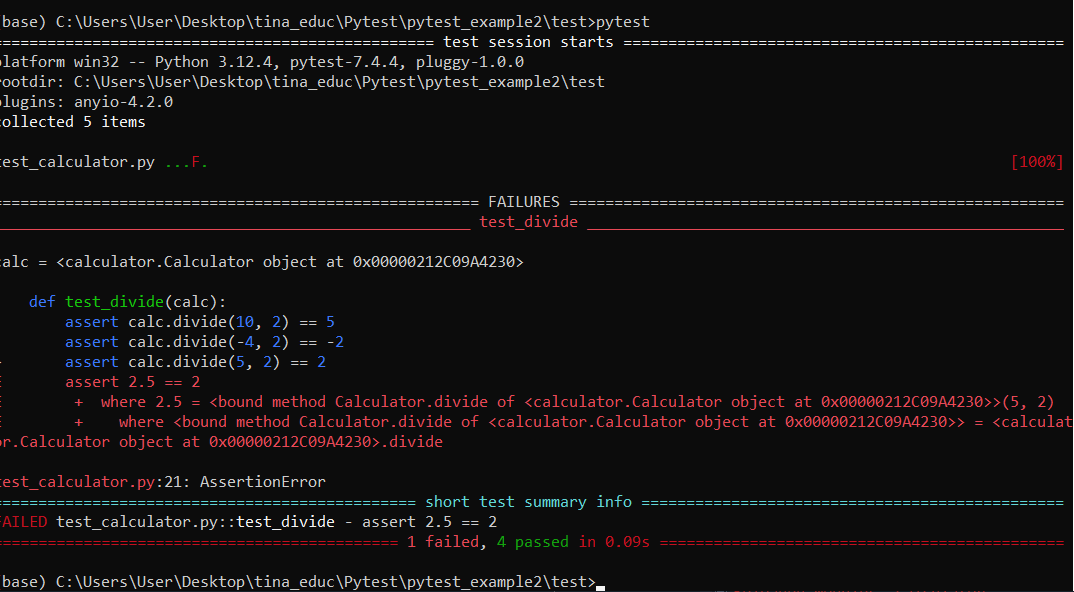 base) C:\Users\User\Desktop\tina_educ\Pytest\pytest_example2\test>pytest
================================================ test session starts =================================================
latform win32 -- Python 3.12.4, pytest-7.4.4, pluggy-1.0.0
ootdir: C:\Users\User\Desktop\tina_educ\Pytest\pytest_example2\test
lugins: anyio-4.2.0
ollected 5 items
est_calculator.py ...F. [100%]
===================================================== FAILURES =======================================================
____________________________________________________ test_divide _____________________________________________________
alc = <calculator.Calculator object at 0x00000212C09A4230>
def test_divide(calc):
assert calc.divide(10, 2) == 5
assert calc.divide(-4, 2) == -2
assert calc.divide(5, 2) == 2
E assert 2.5 == 2
E + where 2.5 = <bound method Calculator.divide of <calculator.Calculator object at 0x00000212C09A4230>>(5, 2)
E + where <bound method Calculator.divide of <calculator.Calculator object at 0x00000212C09A4230>> = <calculat
or.Calculator object at 0x00000212C09A4230>.divide
est_calculator.py:21: AssertionError
============================================== short test summary info ===============================================
FAILED test_calculator.py::test_divide - assert 2.5 == 2
============================================ 1 failed, 4 passed in 0.09s =============================================
base) C:\Users\User\Desktop\tina_educ\Pytest\pytest_example2\test>